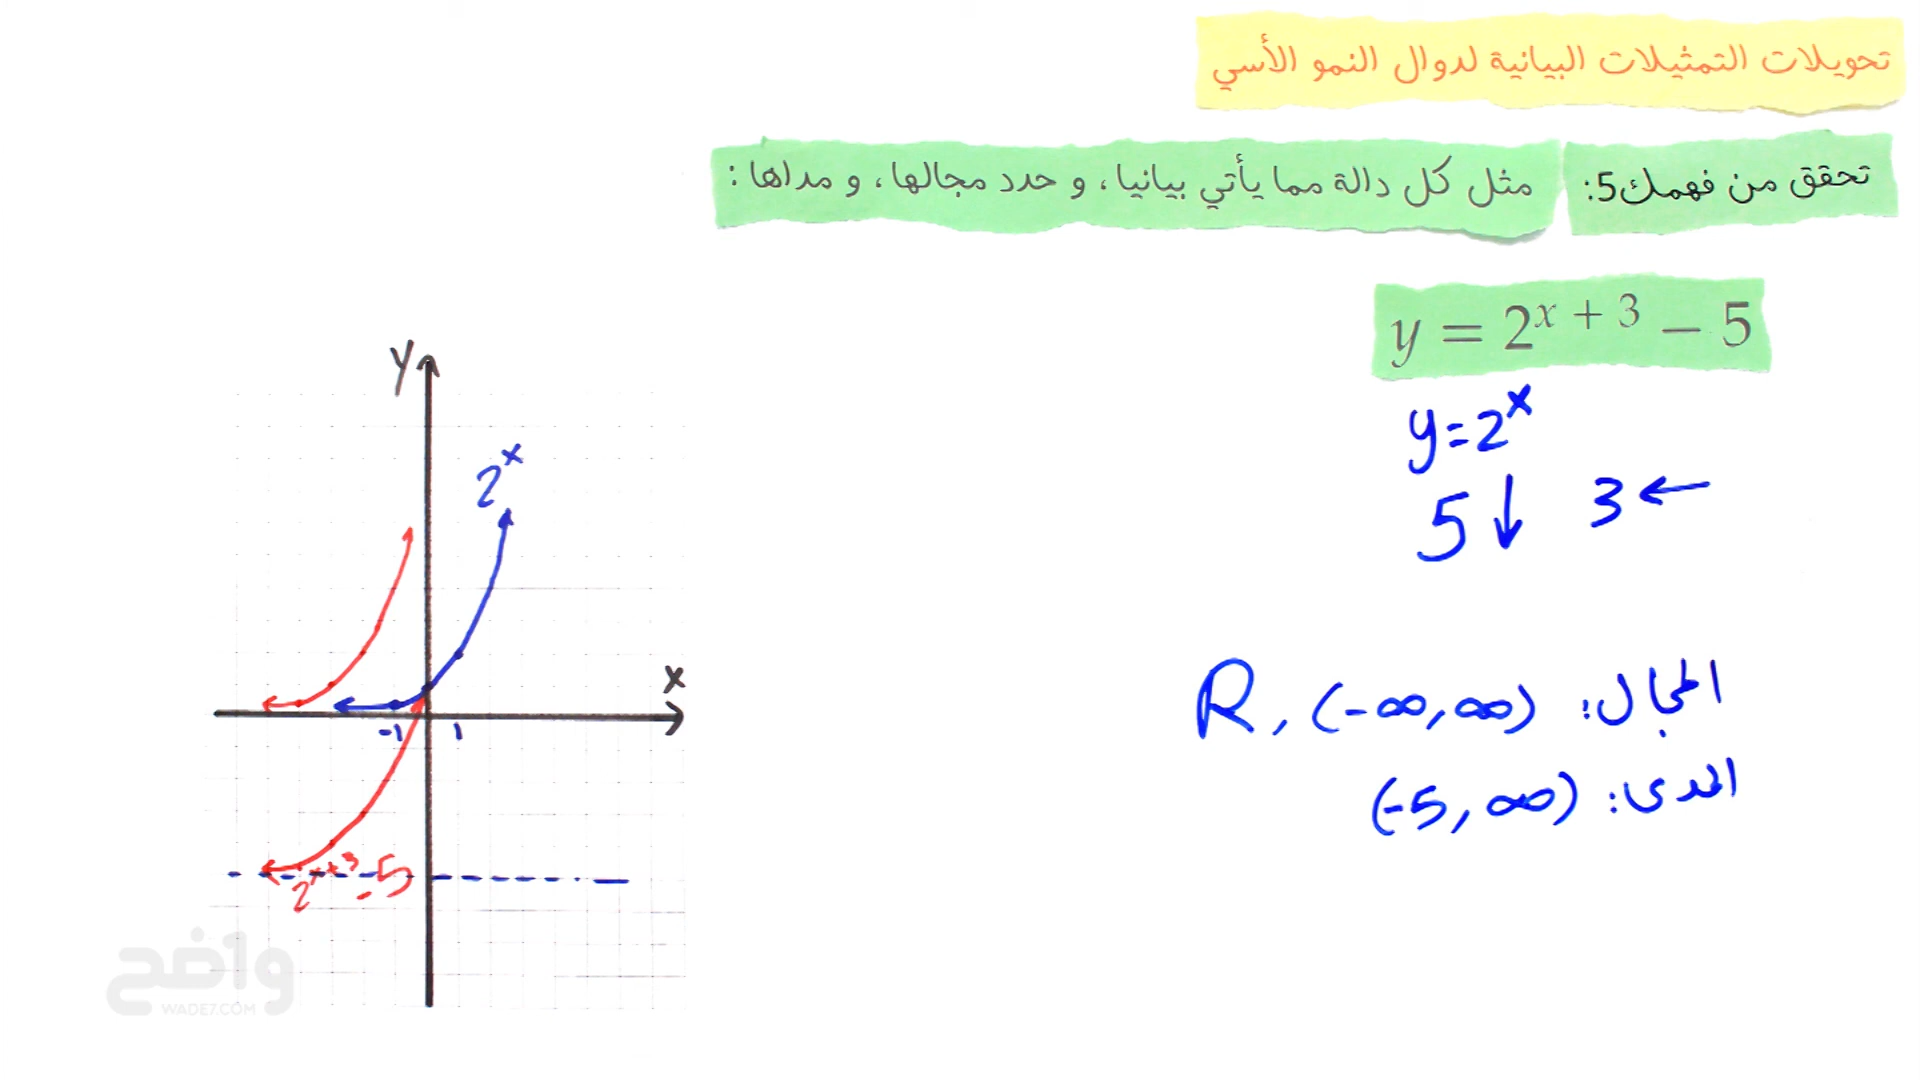 تحويلات التمثيلات البيانية لدوال النمو الأسي
تحقق من فهمك5: مثل كل دالة مما يأتي بيانيا، و حدد مجالها، و مداها:
y = 2^{x + 3} − 5
y=2^x
5↓ 3←
المجال: R, (-∞,∞)
المدى: (-5,∞)
y
2^x
x
-1 1
2^{x+3}-5
واضح
WADE7.COM